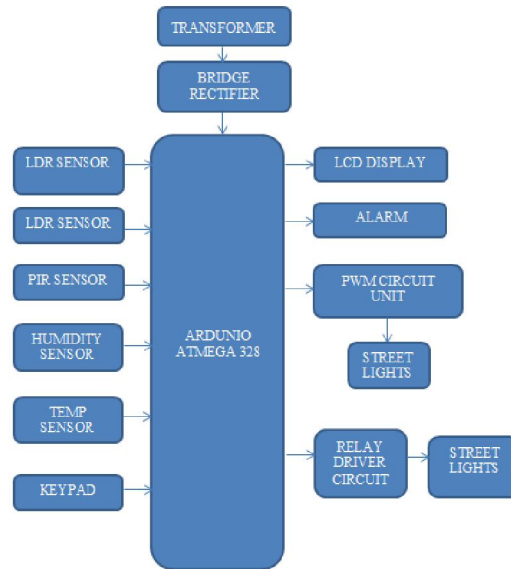 TRANSFORMER
BRIDGE
RECTIFIER
LDR SENSOR
LDR SENSOR
PIR SENSOR
HUMIDITY
SENSOR
TEMP
SENSOR
KEYPAD
ARDUNIO
ATMEGA 328
LCD DISPLAY
ALARM
PWM CIRCUIT
UNIT
STREET
LIGHTS
RELAY
DRIVER
CIRCUIT
STREET
LIGHTS